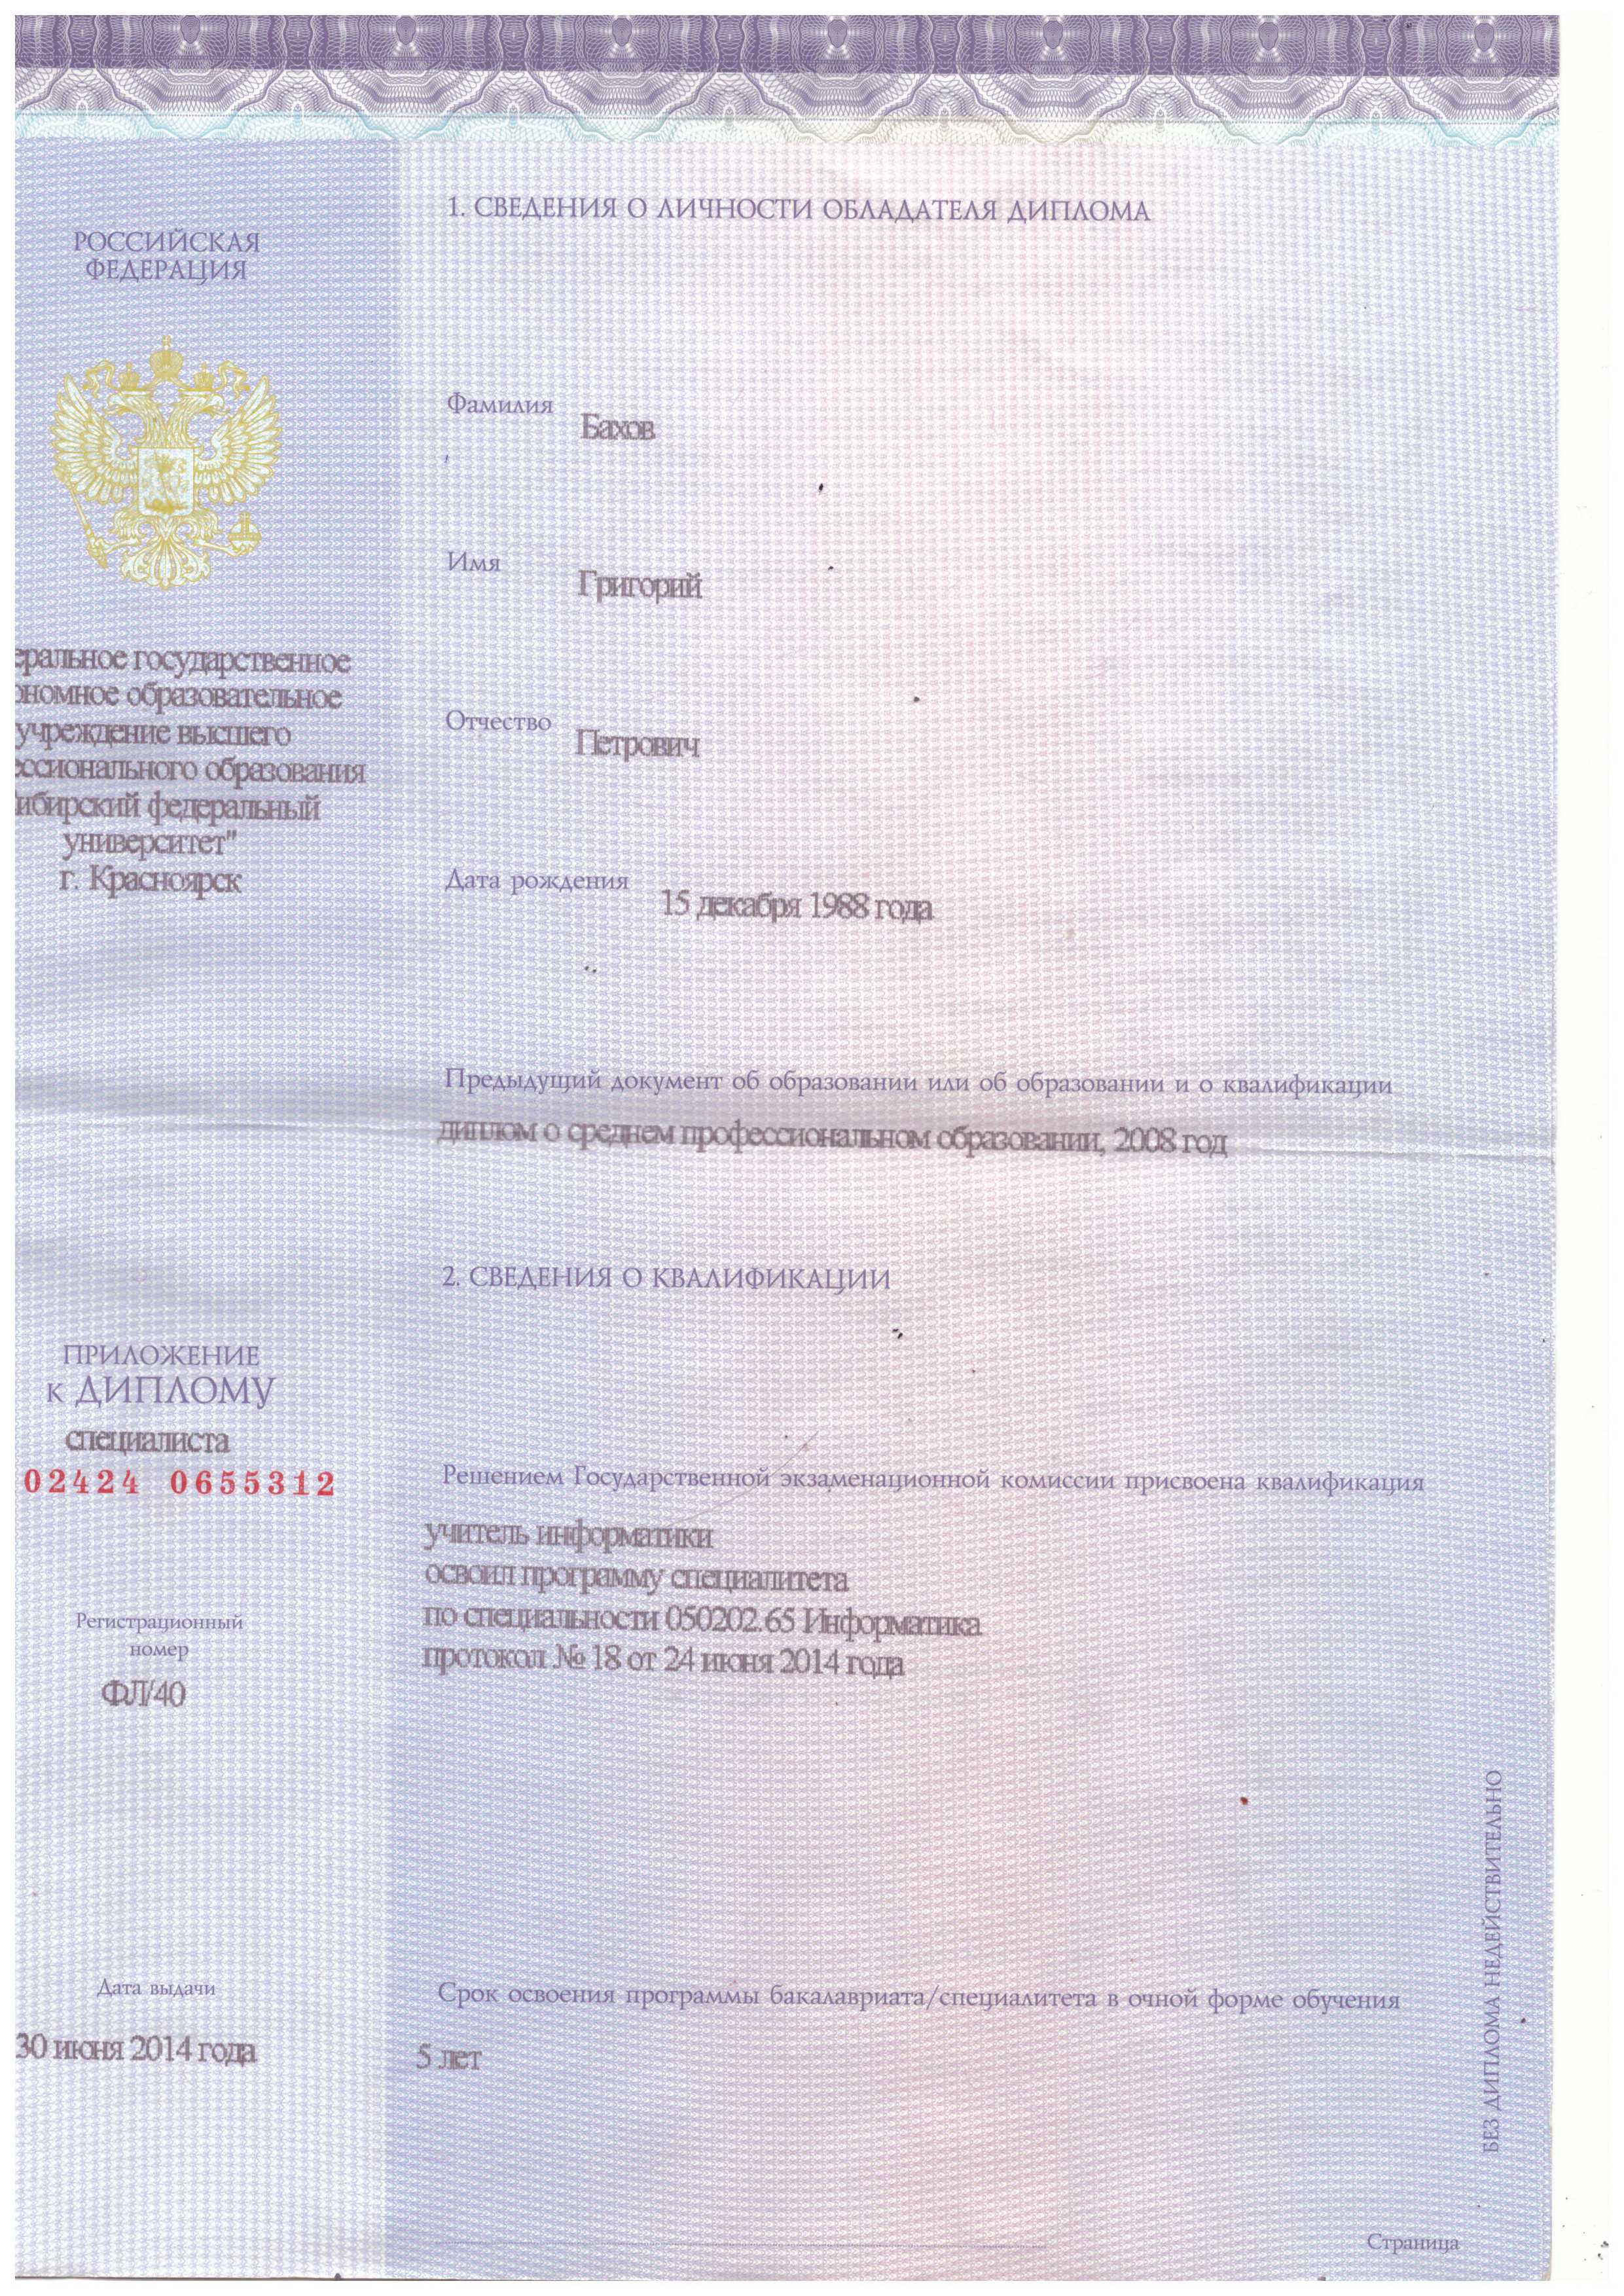 РОССИЙСКАЯ
ФЕДЕРАЦИЯ
еральное государственное
ономное образовательное
учреждение высшего
ессионального образования
ибирский федеральный
университет"
г. Красноярск
ПРИЛОЖЕНИЕ
к ДИПЛОМУ
специалиста
02424 0655312
Регистрационный
номер
ФЛ/40
Дата выдачи
30 июня 2014 года
1. СВЕДЕНИЯ О ЛИЧНОСТИ ОБЛАДАТЕЛЯ ДИПЛОМА
Фамилия Бахов
Имя Григорий
Отчество Петрович
Дата рождения 15 декабря 1988 года
Предыдущий документ об образовании или об образовании и о квалификации
диплом о среднем профессиональном образовании, 2008 год
2. СВЕДЕНИЯ О КВАЛИФИКАЦИИ
Решением Государственной экзаменационной комиссии присвоена квалификация
учитель информатики
освоил программу специалитета
по специальности 050202.65 Информатика
протокол № 18 от 24 июня 2014 года
Срок освоения программы бакалавриата/специалитета в очной форме обучения
5 лет
БЕЗ ДИПЛОМА НЕДЕЙСТВИТЕЛЬНО
Страница